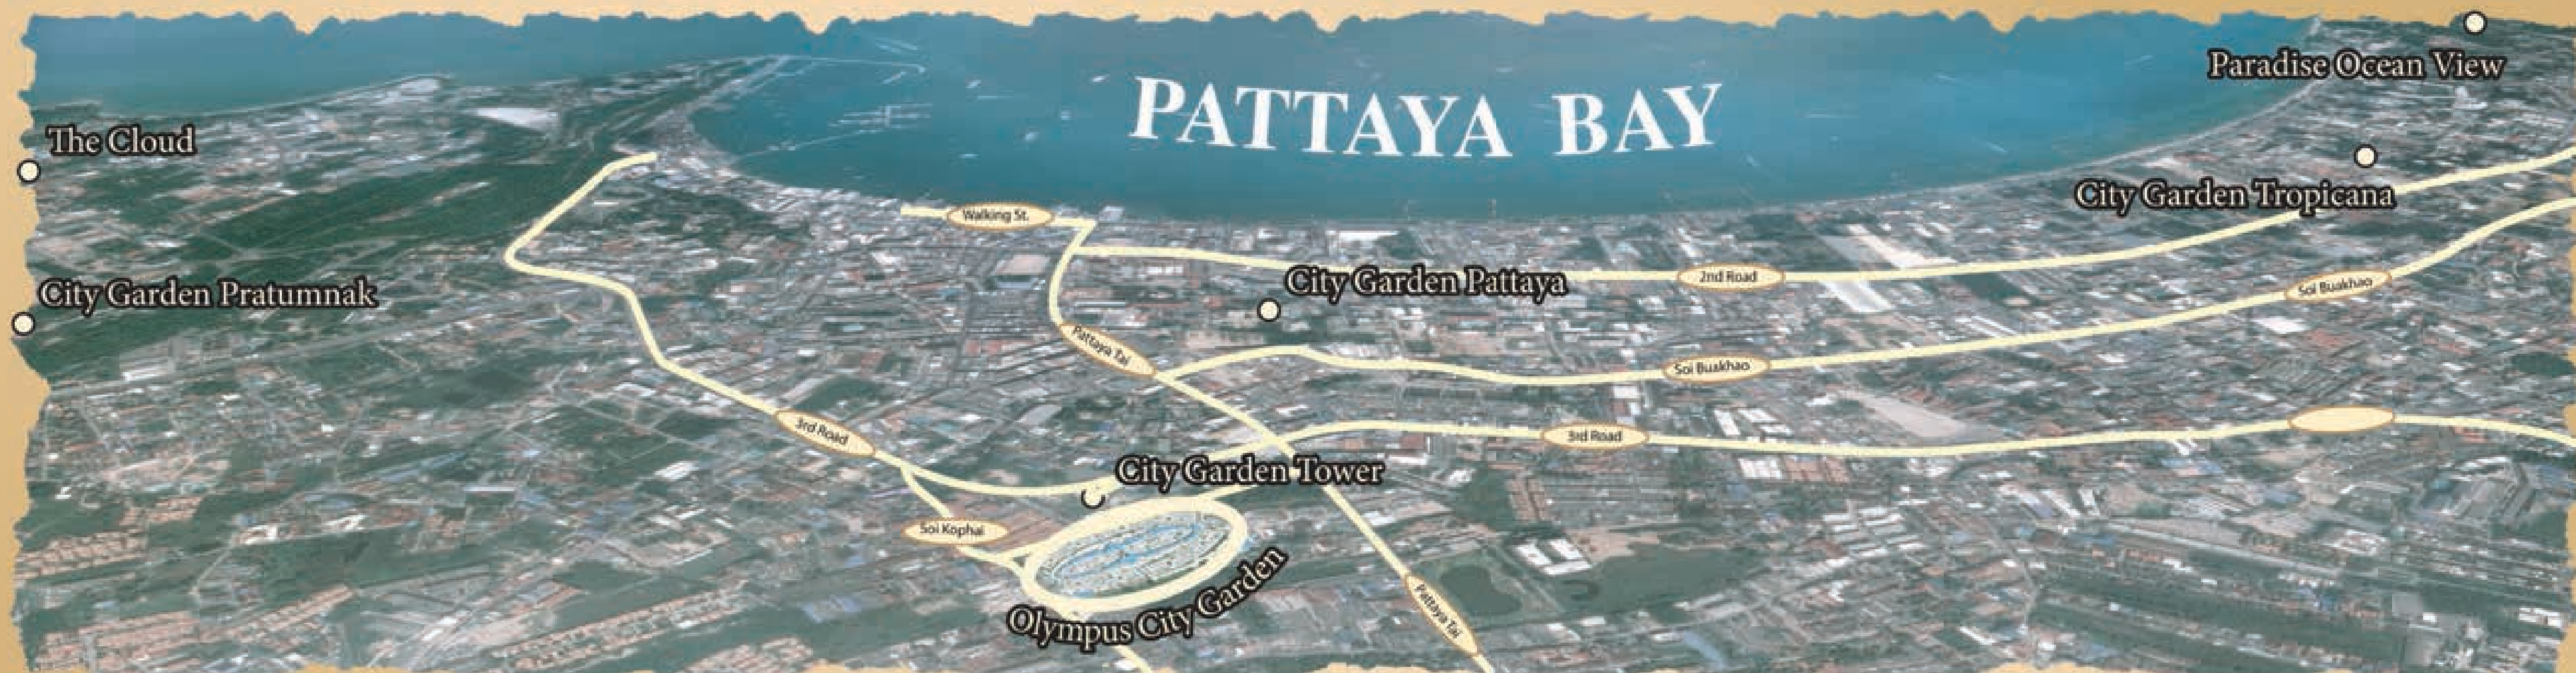 PATTAYA BAY
Paradise Ocean View
The Cloud
City Garden Tropicana
Walking St.
City Garden Pratumnak
City Garden Pattaya
2nd Road
Soi Buakhao
Pattaya Tai
Soi Buakhao
3rd Road
3rd Road
City Garden Tower
Soi Kophai
Olympus City Garden
Pattaya Tai